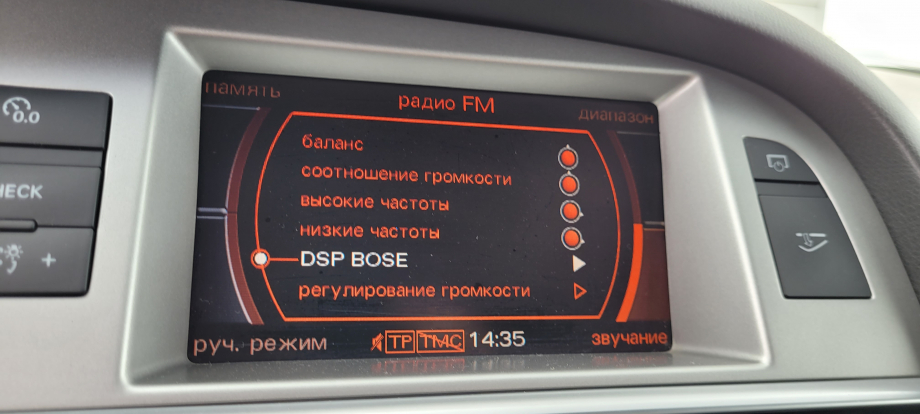 память
радио FM
диапазон
баланс
соотношение громкости
высокие частоты
низкие частоты
DSP BOSE
регулирование громкости
руч. режим
TP TMC 14:35
звучание
0.0
+